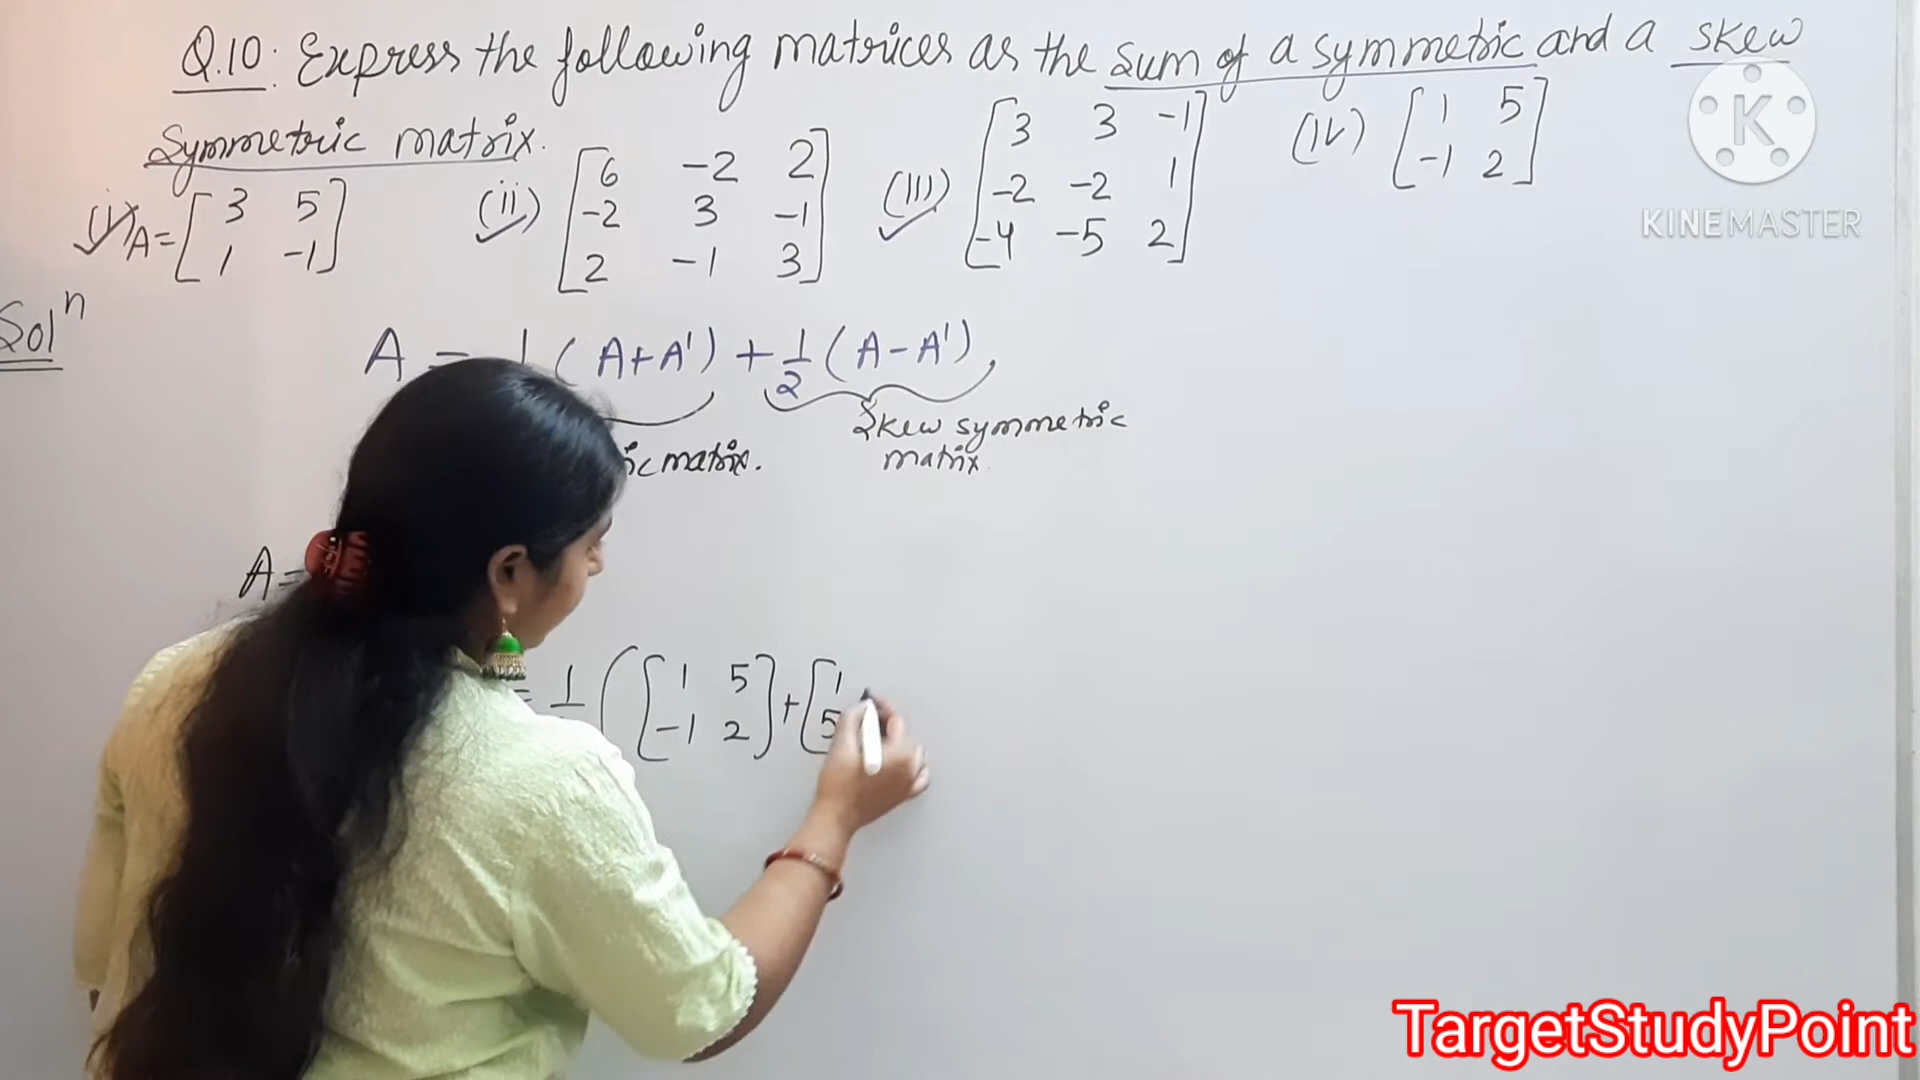 Q.10: Express the following matrices as the sum of a symmetric and a skew
Symmetric matrix.
(i) A = [ 3 5
1 -1 ]
(ii) [ 6 -2 2
-2 3 -1
2 -1 3 ]
(iii) [ 3 3 -1
-2 -2 1
-4 -5 2 ]
(iv) [ 1 5
-1 2 ]
K
KINEMASTER
Solⁿ
A = (A+A') + 1/2 (A-A'),
matrix.
Skew symmetric
matrix.
A =
= ( [ 1 5
-1 2 ] + [ 1
5
TargetStudyPoint